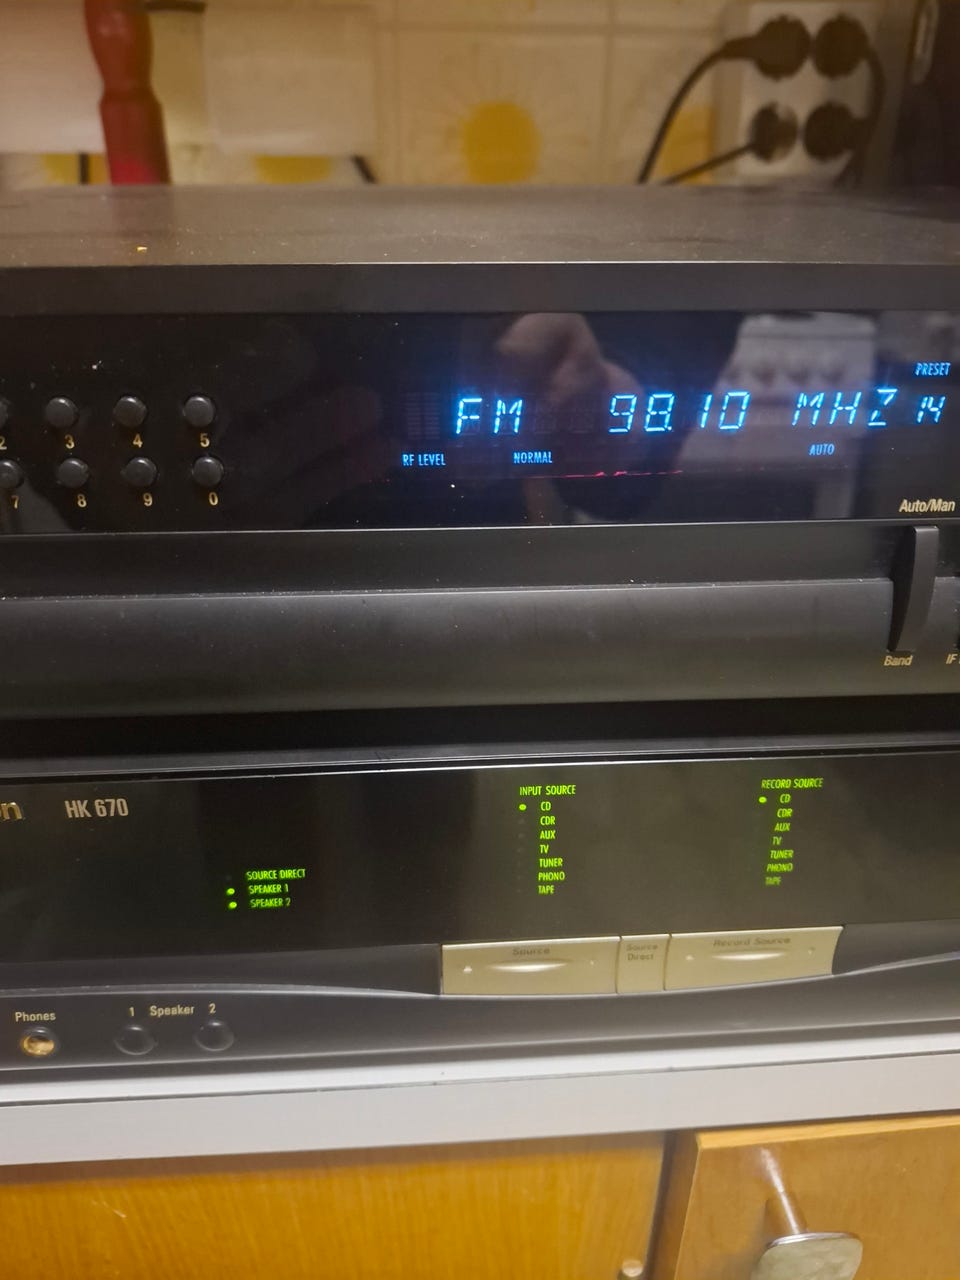 PRESET
FM 98.10 MHZ 14
2 3 4 5
RF LEVEL NORMAL AUTO
7 8 9 0
Auto/Man
Band IF
on HK 670
INPUT SOURCE
CD
CDR
AUX
TV
TUNER
PHONO
TAPE
RECORD SOURCE
CD
CDR
AUX
TV
TUNER
PHONO
TAPE
SOURCE DIRECT
SPEAKER 1
SPEAKER 2
Source
Source
Direct
Record Source
Phones
1 Speaker 2